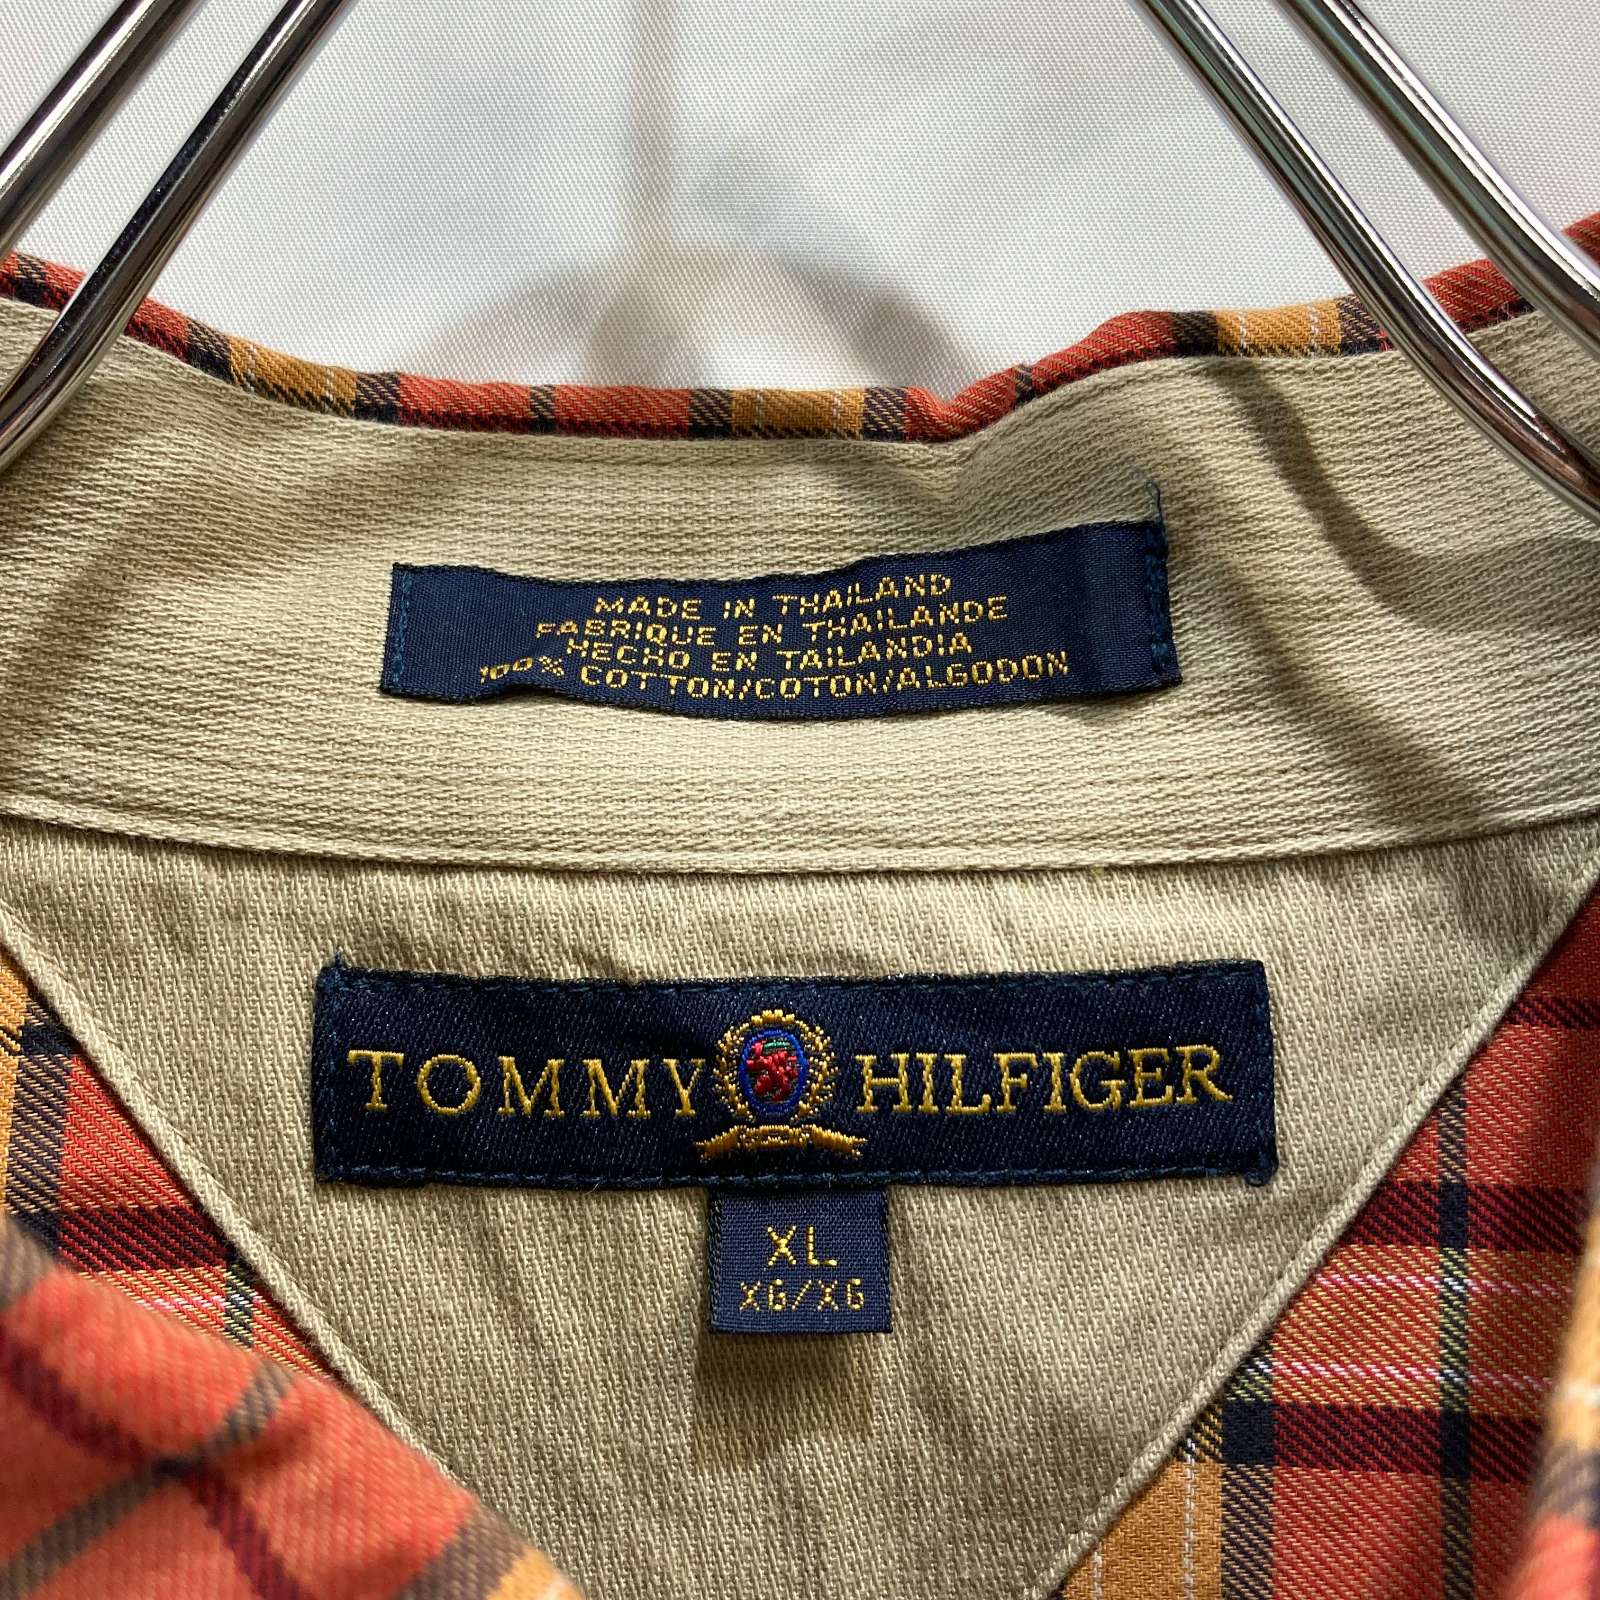 MADE IN THAILAND
FABRIQUE EN THAILANDE
HECHO EN TAILANDIA
100% COTTON/COTON/ALGODON
TOMMY HILFIGER
XL
XG/XG